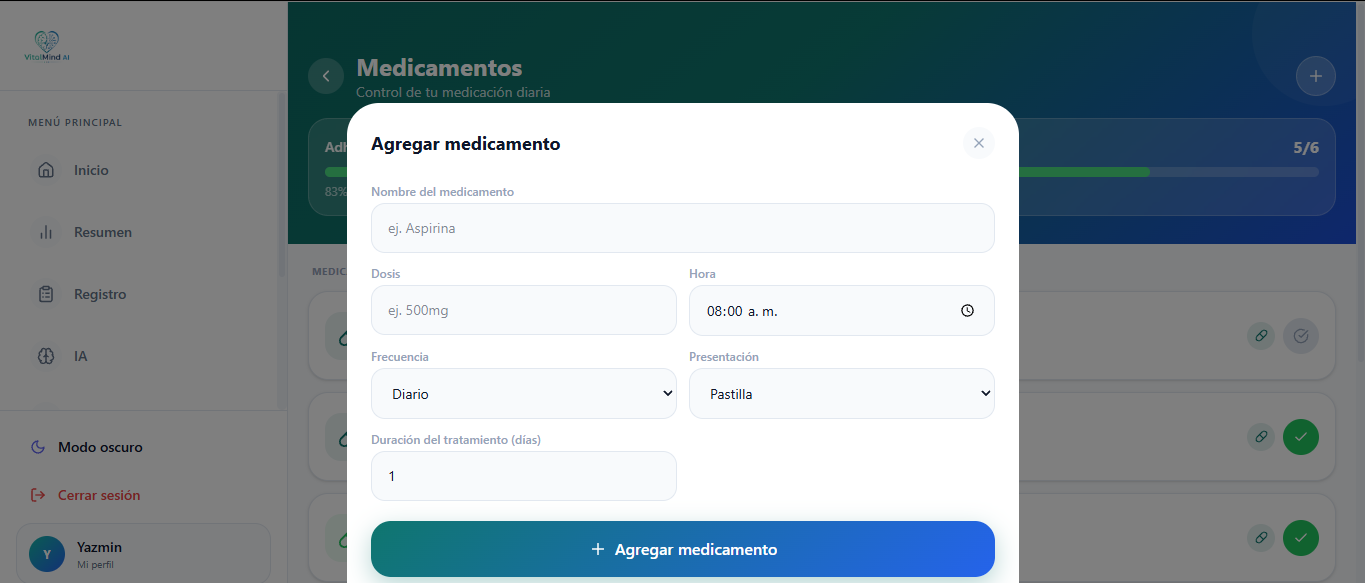 VitalMind AI
MENÚ PRINCIPAL
Inicio
Resumen
Registro
IA
Modo oscuro
Cerrar sesión
Y
Yazmin
Mi perfil
Medicamentos
Control de tu medicación diaria
5/6
83%
Agregar medicamento
Nombre del medicamento
ej. Aspirina
Dosis
Hora
ej. 500mg
08:00 a. m.
Frecuencia
Presentación
Diario
Pastilla
Duración del tratamiento (días)
1
+ Agregar medicamento